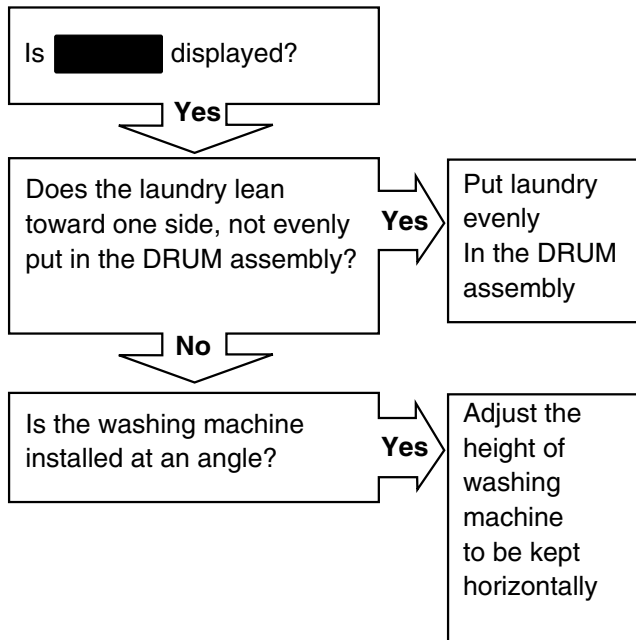 Is displayed?
Yes
Does the laundry lean
toward one side, not evenly
put in the DRUM assembly?
Yes
Put laundry
evenly
In the DRUM
assembly
No
Is the washing machine
installed at an angle?
Yes
Adjust the
height of
washing
machine
to be kept
horizontally